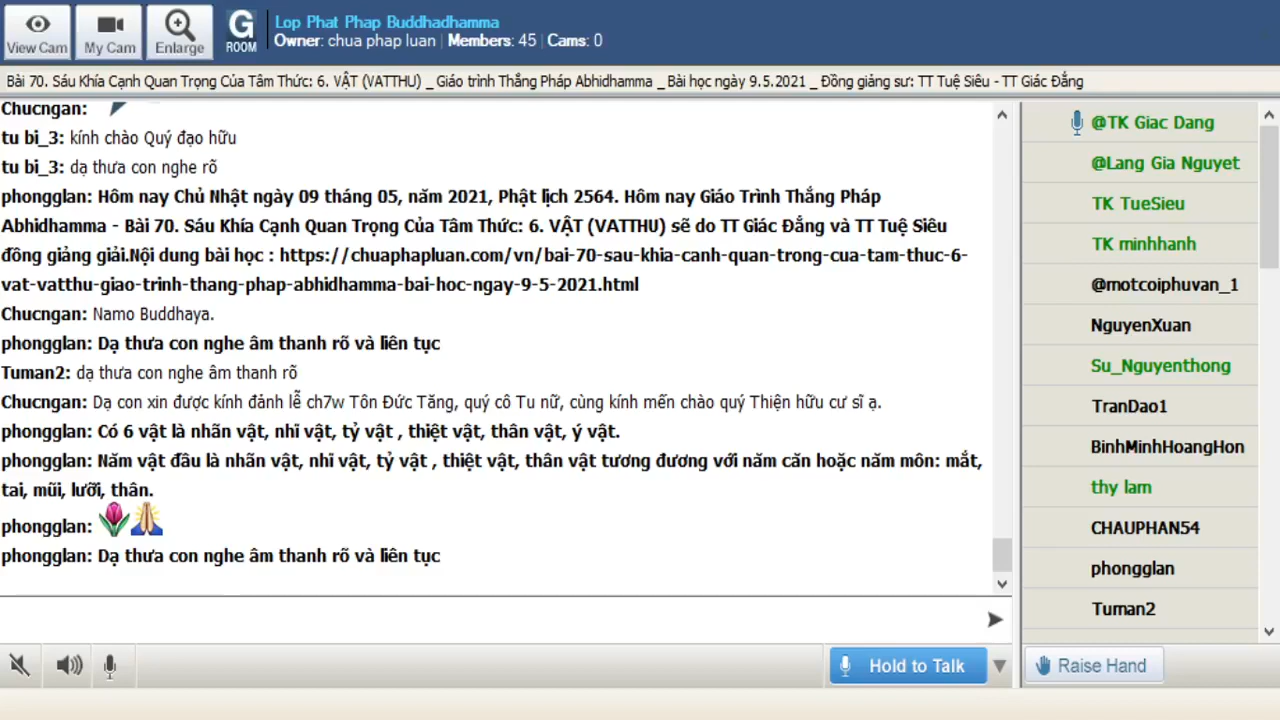 View Cam
My Cam
Enlarge
G
ROOM
Lop Phat Phap Buddhadhamma
Owner: chua phap luan | Members: 45 | Cams: 0
Bài 70. Sáu Khía Cạnh Quan Trọng Của Tâm Thức: 6. VẬT (VATTHU) _ Giáo trình Thắng Pháp Abhidhamma _ Bài học ngày 9.5.2021 _ Đồng giảng sư: TT Tuệ Siêu - TT Giác Đẳng
Chucngan:
tu bi_3: kính chào Quý đạo hữu
tu bi_3: dạ thưa con nghe rõ
phongglan: Hôm nay Chủ Nhật ngày 09 tháng 05, năm 2021, Phật lịch 2564. Hôm nay Giáo Trình Thắng Pháp
Abhidhamma - Bài 70. Sáu Khía Cạnh Quan Trọng Của Tâm Thức: 6. VẬT (VATTHU) sẽ do TT Giác Đẳng và TT Tuệ Siêu
đồng giảng giải.Nội dung bài học : https://chuaphapluan.com/vn/bai-70-sau-khia-canh-quan-trong-cua-tam-thuc-6-
vat-vatthu-giao-trinh-thang-phap-abhidhamma-bai-hoc-ngay-9-5-2021.html
Chucngan: Namo Buddhaya.
phongglan: Dạ thưa con nghe âm thanh rõ và liên tục
Tuman2: dạ thưa con nghe âm thanh rõ
Chucngan: Dạ con xin được kính đảnh lễ ch7w Tôn Đức Tăng, quý cô Tu nữ, cùng kính mến chào quý Thiện hữu cư sĩ ạ.
phongglan: Có 6 vật là nhãn vật, nhĩ vật, tỷ vật , thiệt vật, thân vật, ý vật.
phongglan: Năm vật đầu là nhãn vật, nhĩ vật, tỷ vật , thiệt vật, thân vật tương đương với năm căn hoặc năm môn: mắt,
tai, mũi, lưỡi, thân.
phongglan:
phongglan: Dạ thưa con nghe âm thanh rõ và liên tục
@TK Giac Dang
@Lang Gia Nguyet
TK TueSieu
TK minhhanh
@motcoiphuvan_1
NguyenXuan
Su_Nguyenthong
TranDao1
BinhMinhHoangHon
thy lam
CHAUPHAN54
phongglan
Tuman2
Hold to Talk
Raise Hand